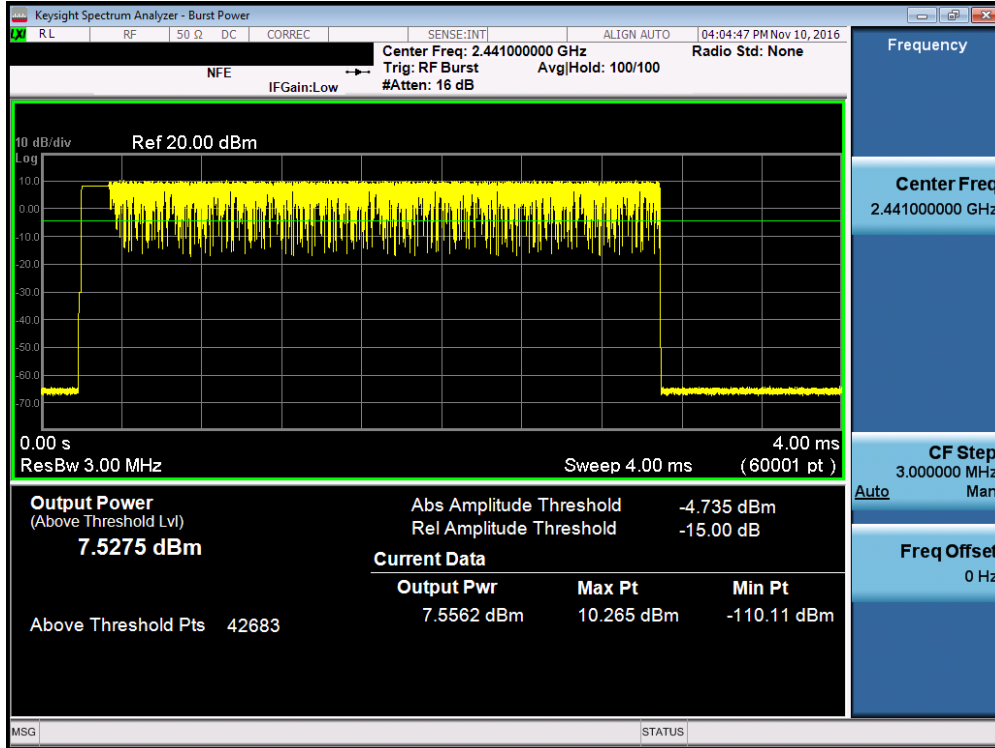 Keysight Spectrum Analyzer - Burst Power
LXI RL RF 50 Ω DC CORREC SENSE:INT ALIGN AUTO 04:04:47 PM Nov 10, 2016
Center Freq: 2.441000000 GHz Radio Std: None
NFE Trig: RF Burst Avg|Hold: 100/100
IFGain:Low #Atten: 16 dB
Frequency
10 dB/div Ref 20.00 dBm
Log
10.0
0.00
-10.0
-20.0
-30.0
-40.0
-50.0
-60.0
-70.0
0.00 s 4.00 ms
ResBw 3.00 MHz Sweep 4.00 ms (60001 pt)
Center Freq
2.441000000 GHz
CF Step
3.000000 MHz
Auto Man
Freq Offset
0 Hz
Output Power
(Above Threshold Lvl)
7.5275 dBm
Above Threshold Pts 42683
Abs Amplitude Threshold -4.735 dBm
Rel Amplitude Threshold -15.00 dB
Current Data
Output Pwr Max Pt Min Pt
7.5562 dBm 10.265 dBm -110.11 dBm
MSG STATUS